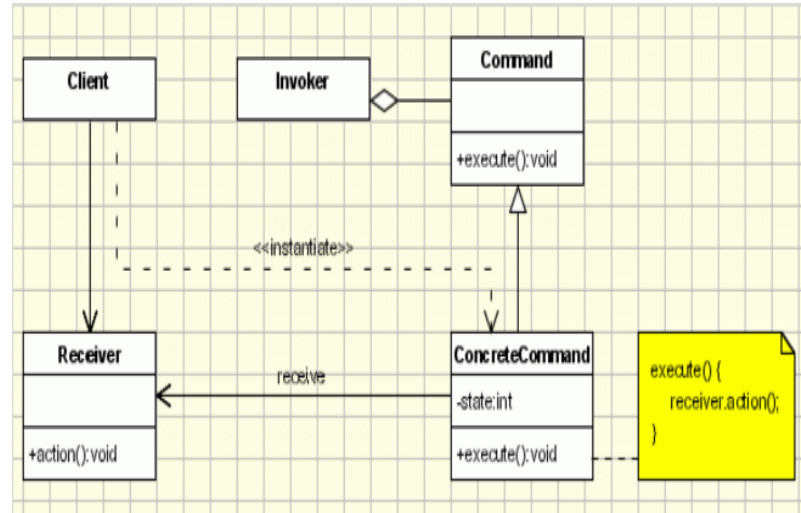 Client
Invoker
Command
+execute():void
<<instantiate>>
Receiver
+action():void
receive
ConcreteCommand
-state:int
+execute():void
execute() {
receiver.action();
}